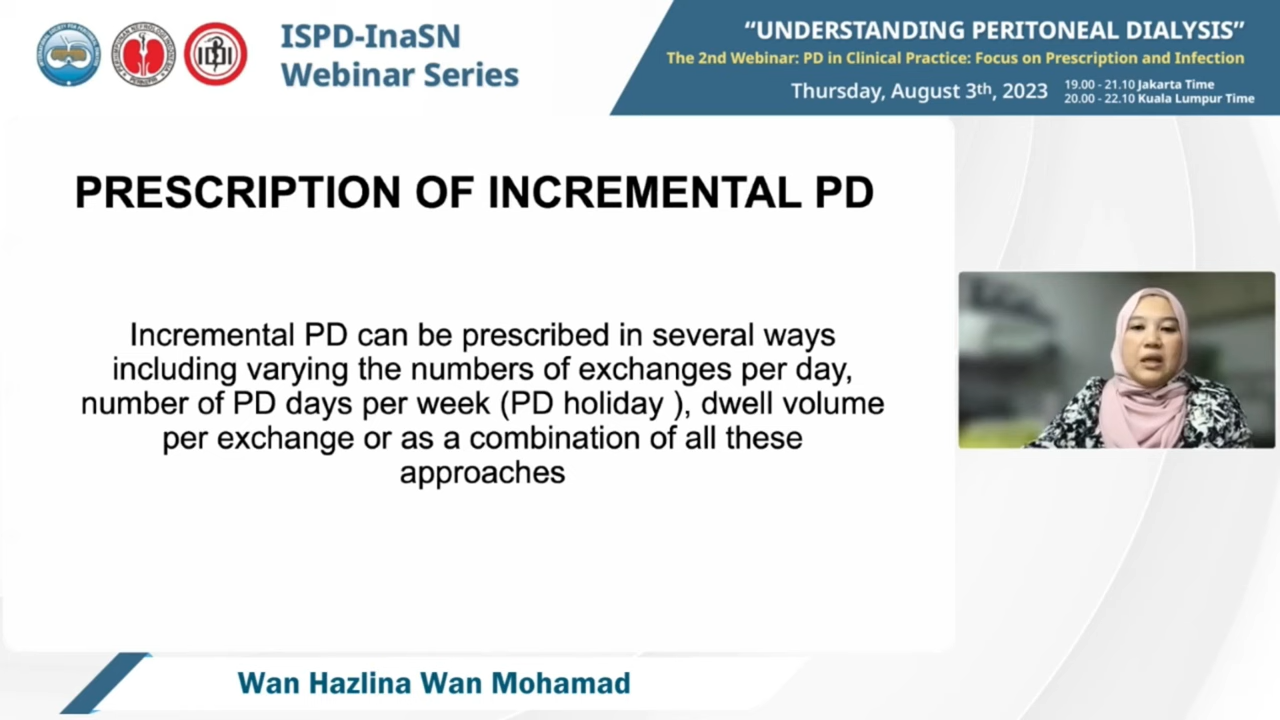 ISPD-InaSN
Webinar Series
“UNDERSTANDING PERITONEAL DIALYSIS”
The 2nd Webinar: PD in Clinical Practice: Focus on Prescription and Infection
Thursday, August 3th, 2023
19.00 - 21.10 Jakarta Time
20.00 - 22.10 Kuala Lumpur Time
PRESCRIPTION OF INCREMENTAL PD
Incremental PD can be prescribed in several ways
including varying the numbers of exchanges per day,
number of PD days per week (PD holiday ), dwell volume
per exchange or as a combination of all these
approaches
Wan Hazlina Wan Mohamad